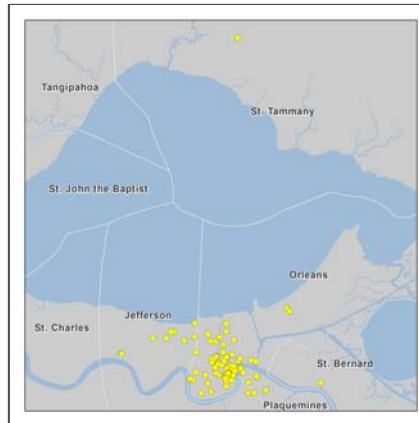 Tangipahoa
St. Tammany
St. John the Baptist
Orleans
Jefferson
St. Charles
St. Bernard
Plaquemines